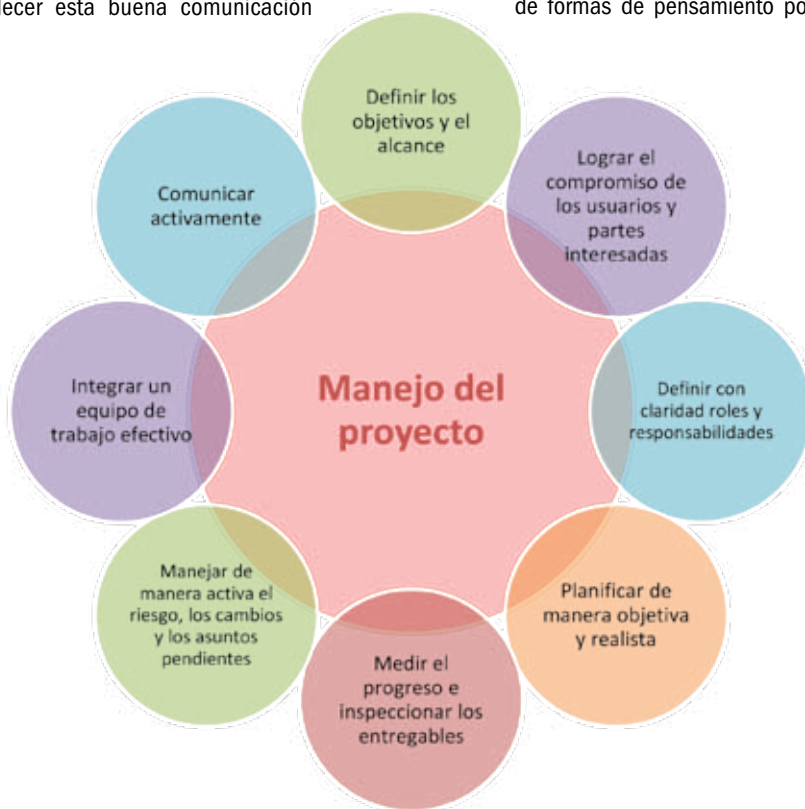 esta buena comunicación
de formas de pensamiento
Definir los
objetivos y el
alcance
Lograr el
compromiso de
los usuarios y
partes
interesadas
Definir con
claridad roles y
responsabilidades
Planificar de
manera objetiva
y realista
Medir el
progreso e
inspeccionar los
entregables
Manejar de
manera activa el
riesgo, los cambios
y los asuntos
pendientes
Integrar un
equipo de
trabajo efectivo
Comunicar
activamente
Manejo del
proyecto